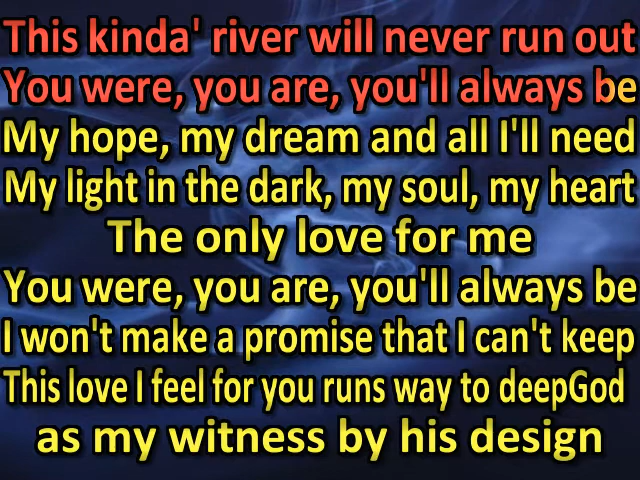 This kinda' river will never run out
You were, you are, you'll always be
My hope, my dream and all I'll need
My light in the dark, my soul, my heart
The only love for me
You were, you are, you'll always be
I won't make a promise that I can't keep
This love I feel for you runs way to deepGod
as my witness by his design